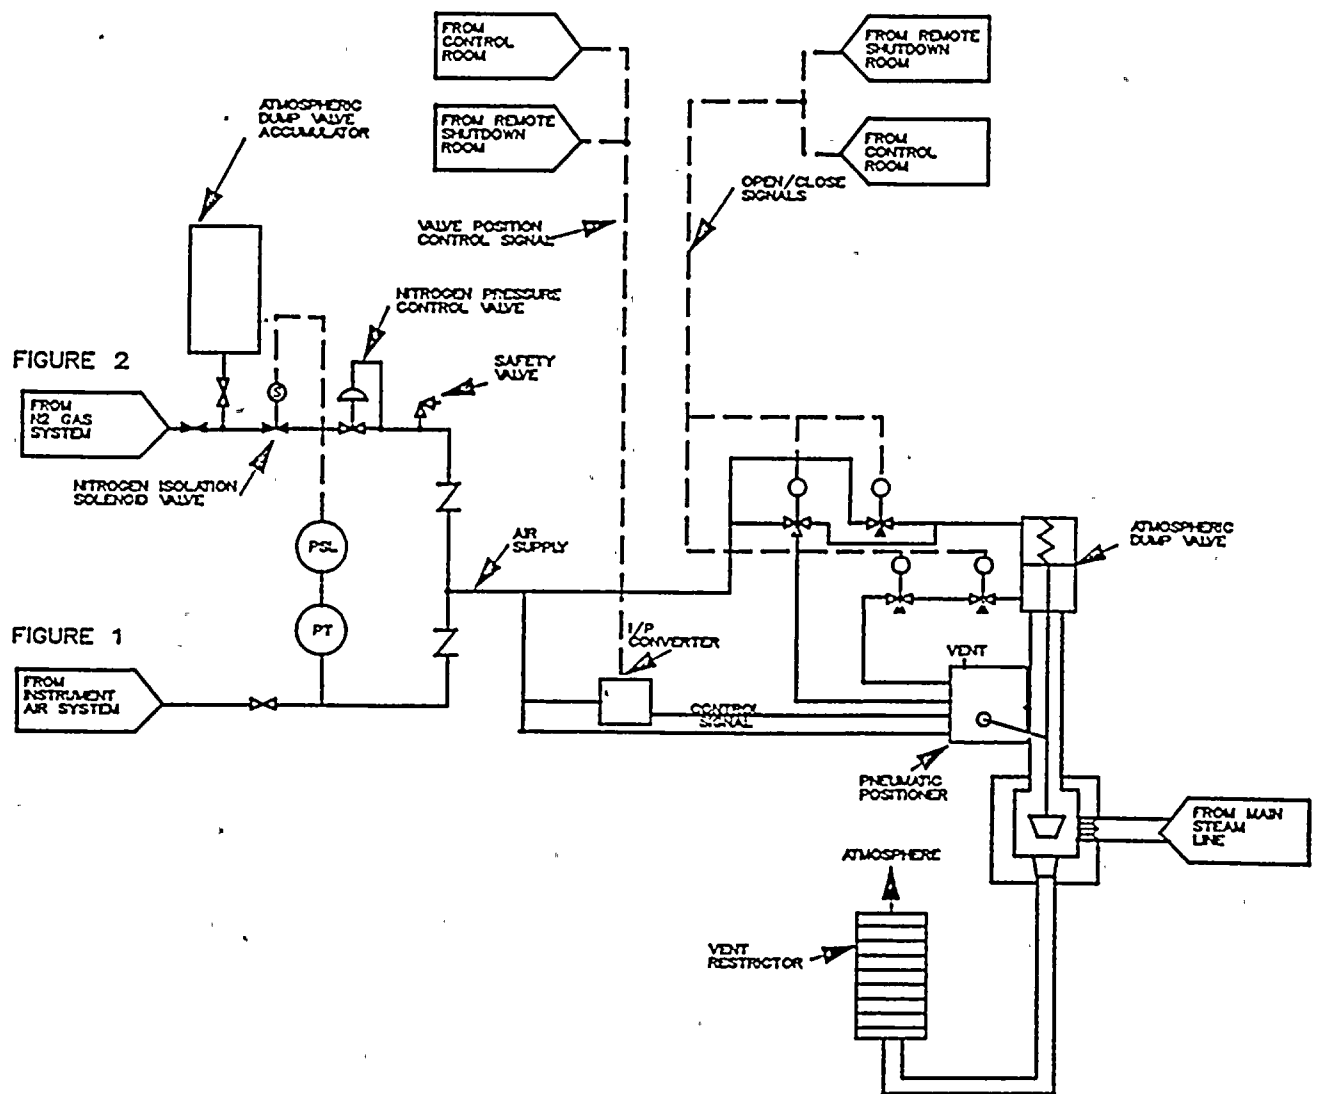 FROM
CONTROL
ROOM
FROM REMOTE
SHUTDOWN
ROOM
ATMOSPHERIC
DUMP VALVE
ACCUMULATOR
FROM REMOTE
SHUTDOWN
ROOM
FROM
CONTROL
ROOM
OPEN/CLOSE
SIGNALS
VALVE POSITION
CONTROL SIGNAL
NITROGEN PRESSURE
CONTROL VALVE
FIGURE 2
SAFETY
VALVE
S
FROM
N2 GAS
SYSTEM
NITROGEN ISOLATION
SOLENOID VALVE
PSL
AIR
SUPPLY
ATMOSPHERIC
DUMP VALVE
PT
FIGURE 1
I/P
CONVERTER
VENT
FROM
INSTRUMENT
AIR SYSTEM
CONTROL
SIGNAL
PNEUMATIC
POSITIONER
FROM MAIN
STEAM
LINE
ATMOSPHERE
VENT
RESTRICTOR